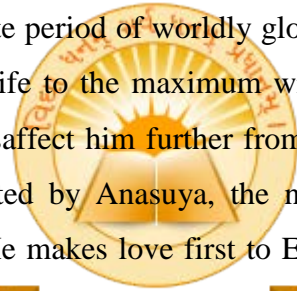 te period of worldly glo
ife to the maximum w
saffect him further from
ted by Anasuya, the
He makes love first to E